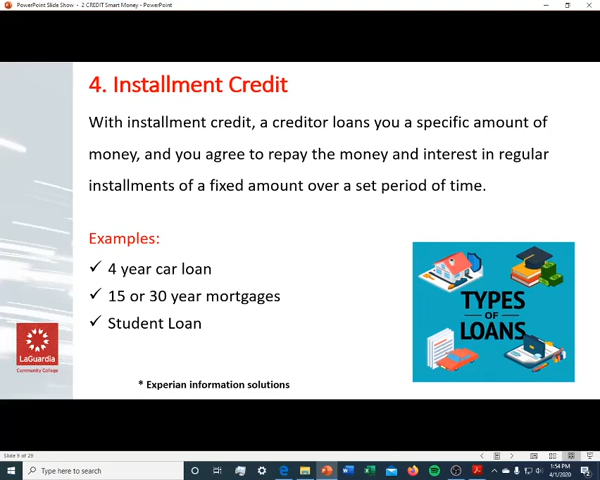 PowerPoint Slide Show - 2 CREDIT Smart Money - PowerPoint
4. Installment Credit
With installment credit, a creditor loans you a specific amount of
money, and you agree to repay the money and interest in regular
installments of a fixed amount over a set period of time.
Examples:
✓ 4 year car loan
✓ 15 or 30 year mortgages
✓ Student Loan
TYPES
OF
LOANS
LaGuardia
Community College
* Experian information solutions
Slide 9 of 29
Type here to search
1:54 PM
4/1/2020